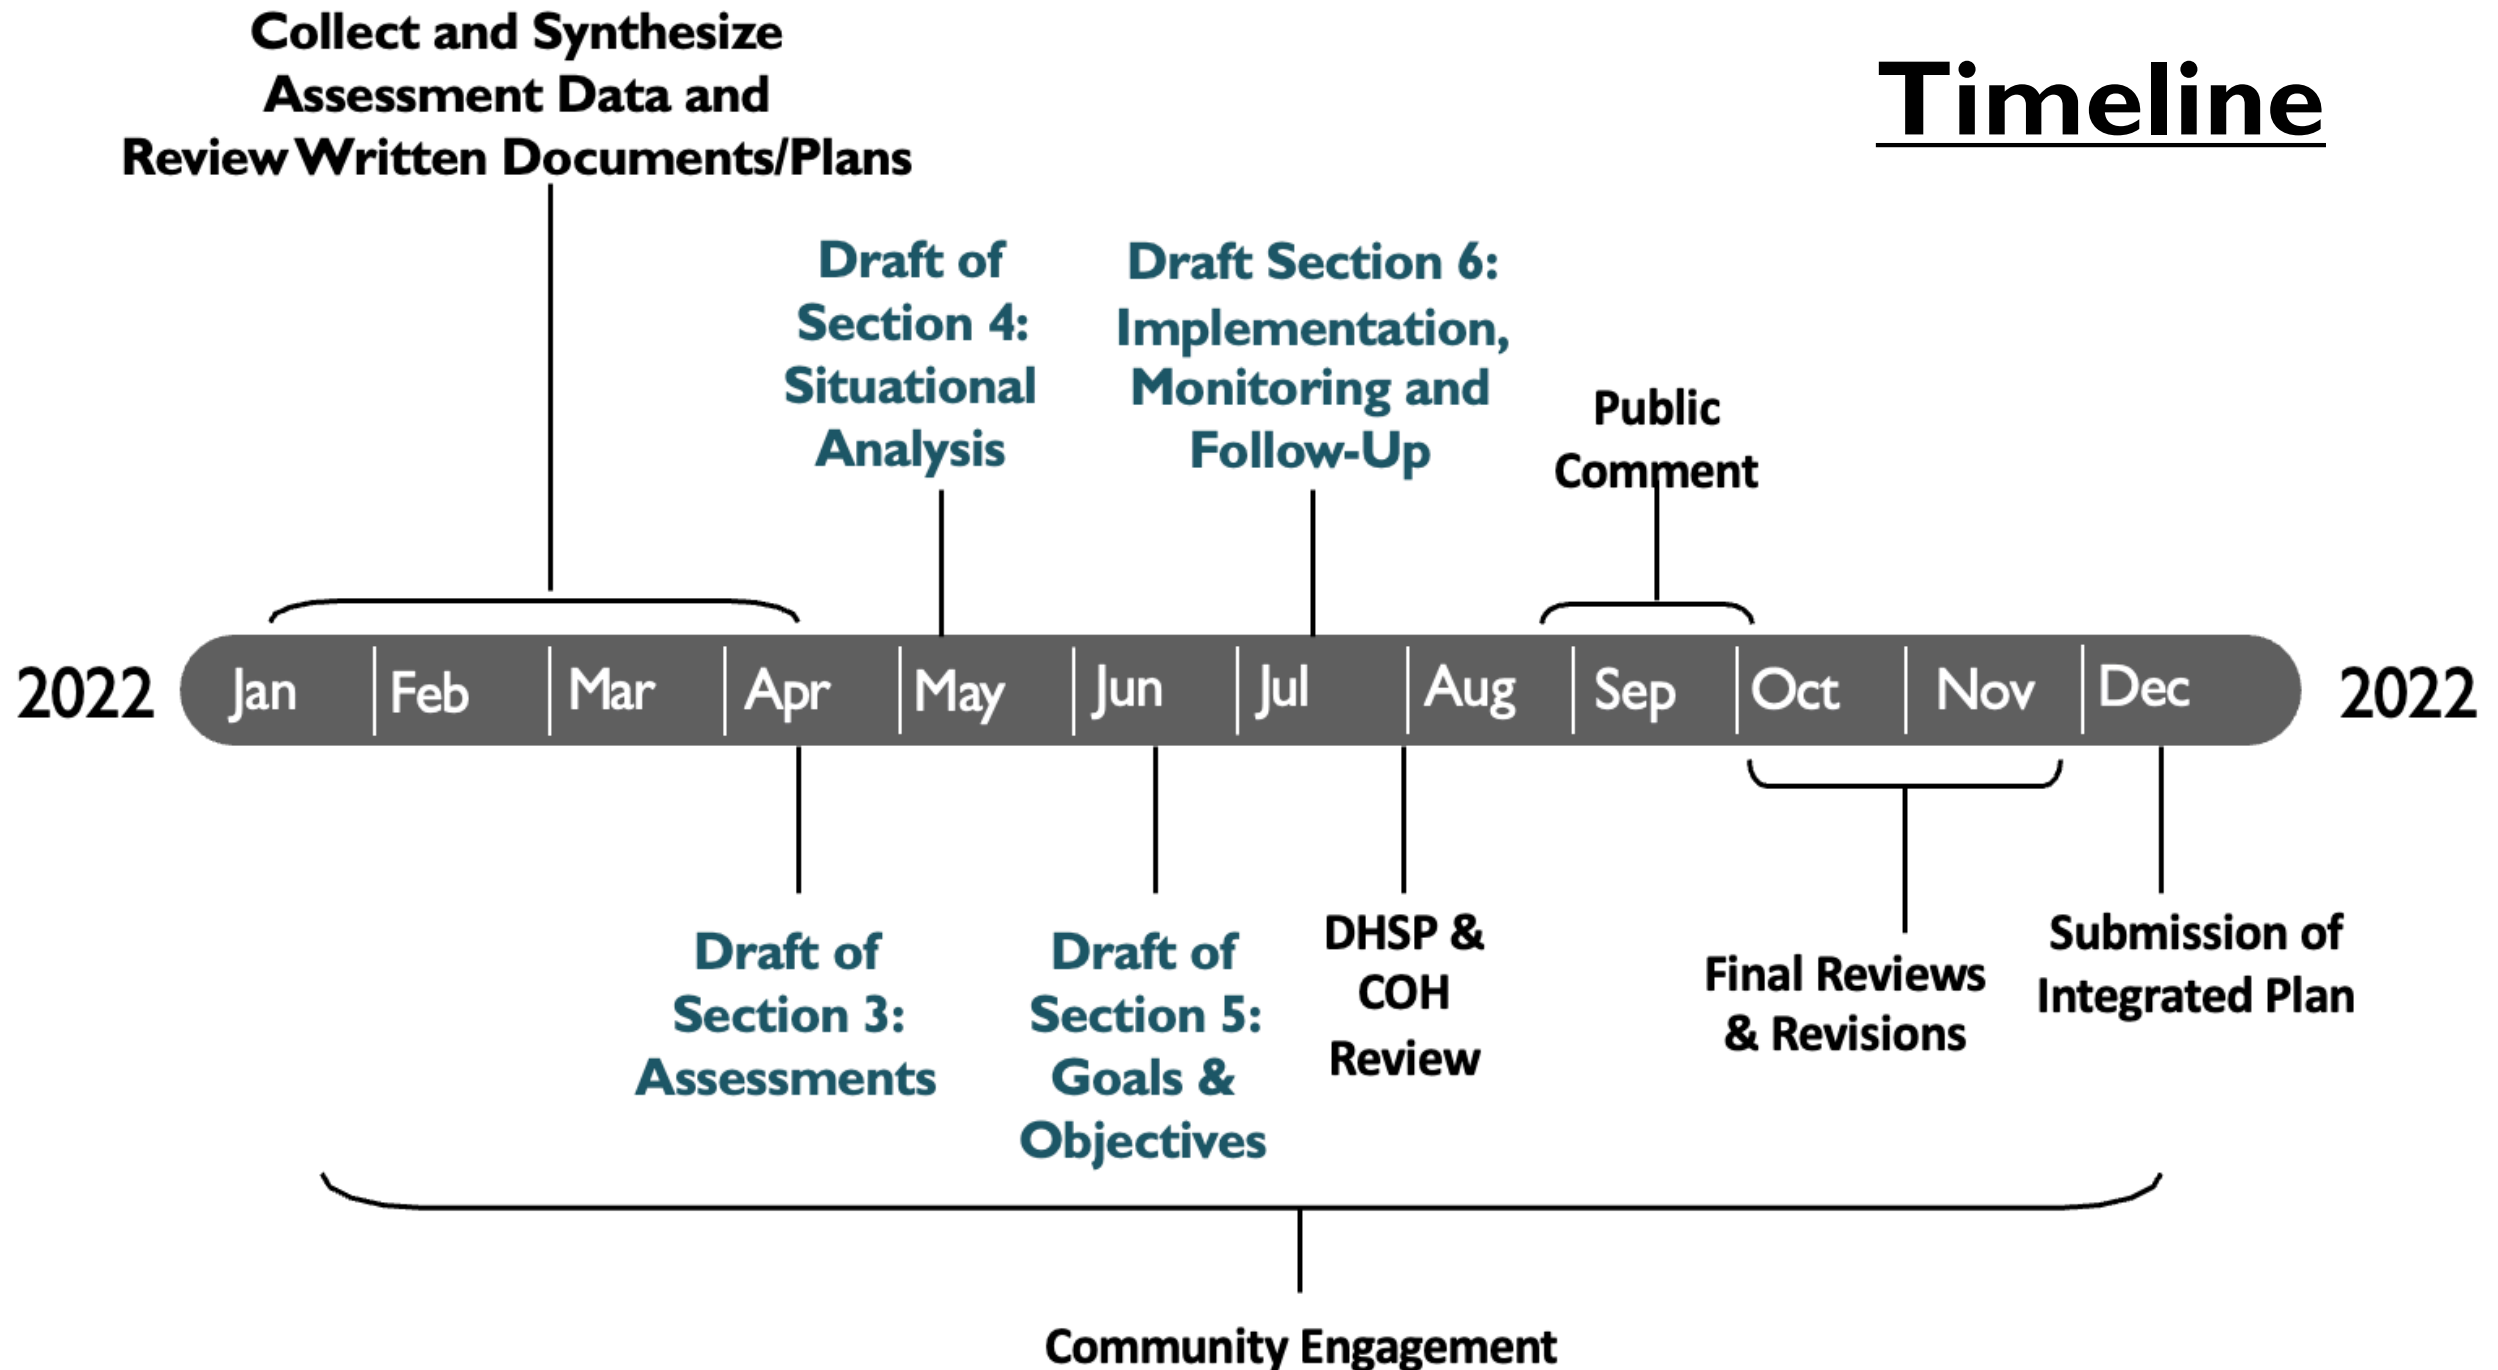 Collect and Synthesize
Assessment Data and
Review Written Documents/Plans
Timeline
Draft of
Section 4:
Situational
Analysis
Draft Section 6:
Implementation,
Monitoring and
Follow-Up
Public
Comment
2022 Jan Feb Mar Apr May Jun Jul Aug Sep Oct Nov Dec 2022
Draft of
Section 3:
Assessments
Draft of
Section 5:
Goals &
Objectives
DHSP &
COH
Review
Final Reviews
& Revisions
Submission of
Integrated Plan
Community Engagement